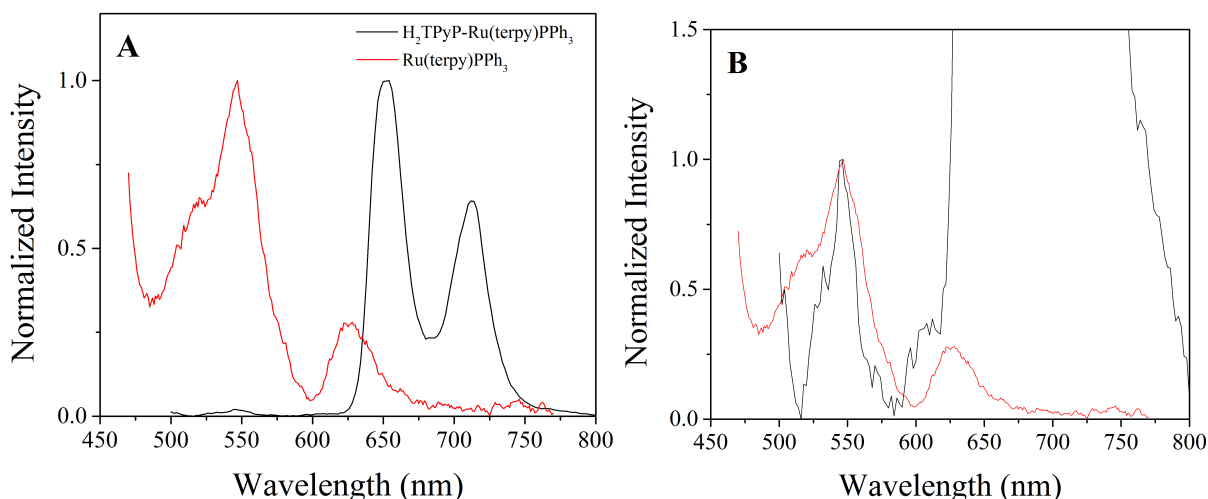 A
H₂TPyP-Ru(terpy)PPh₃
Ru(terpy)PPh₃
Normalized Intensity
1.0
0.5
0.0
450 500 550 600 650 700 750 800
Wavelength (nm)
B
Normalized Intensity
1.5
1.0
0.5
0.0
450 500 550 600 650 700 750 800
Wavelength (nm)